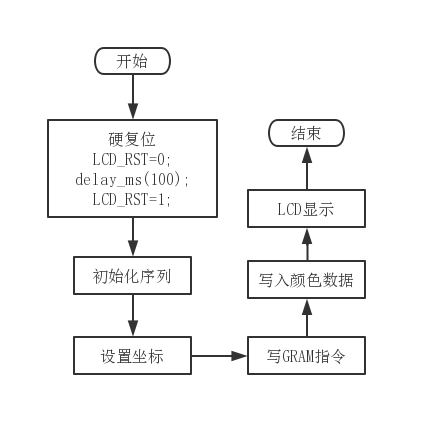 开始
硬复位
LCD_RST=0;
delay_ms(100);
LCD_RST=1;
初始化序列
设置坐标
写GRAM指令
写入颜色数据
LCD显示
结束